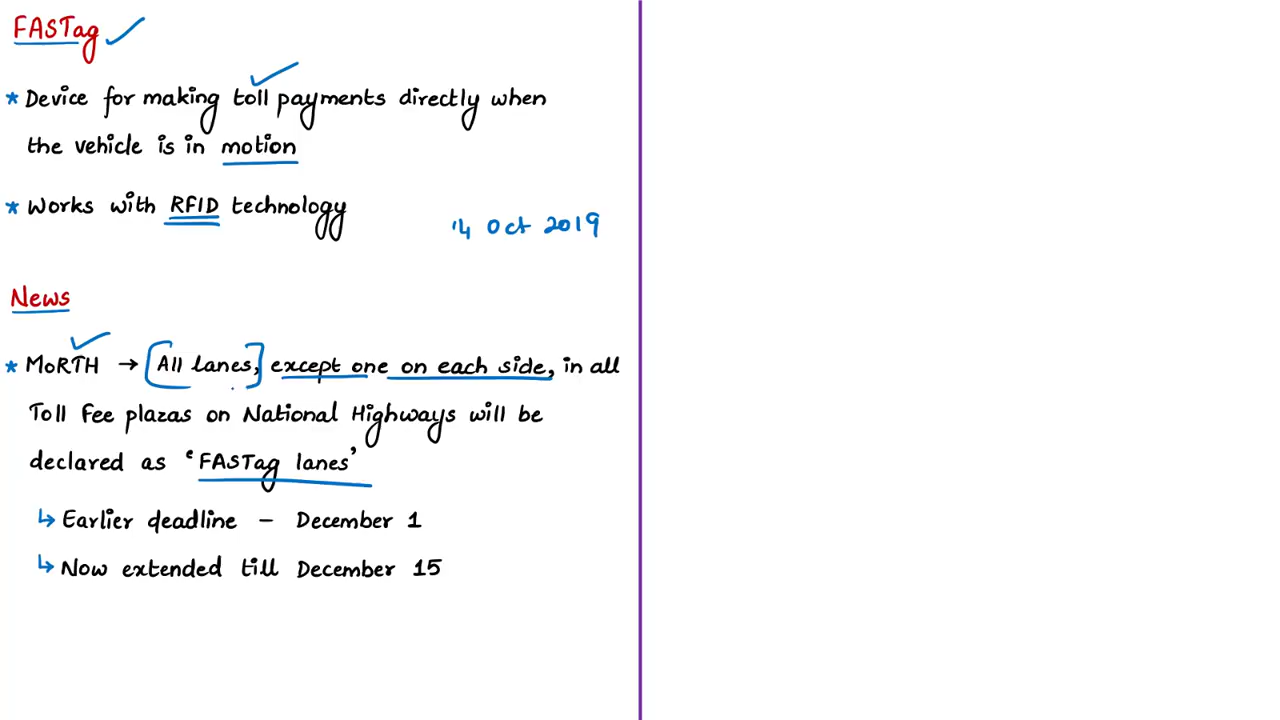 FASTag
* Device for making toll payments directly when
the vehicle is in motion
* Works with RFID technology
14 Oct 2019
News
* MoRTH → [All lanes,] except one on each side, in all
Toll Fee plazas on National Highways will be
declared as 'FASTag lanes'
↳ Earlier deadline - December 1
↳ Now extended till December 15